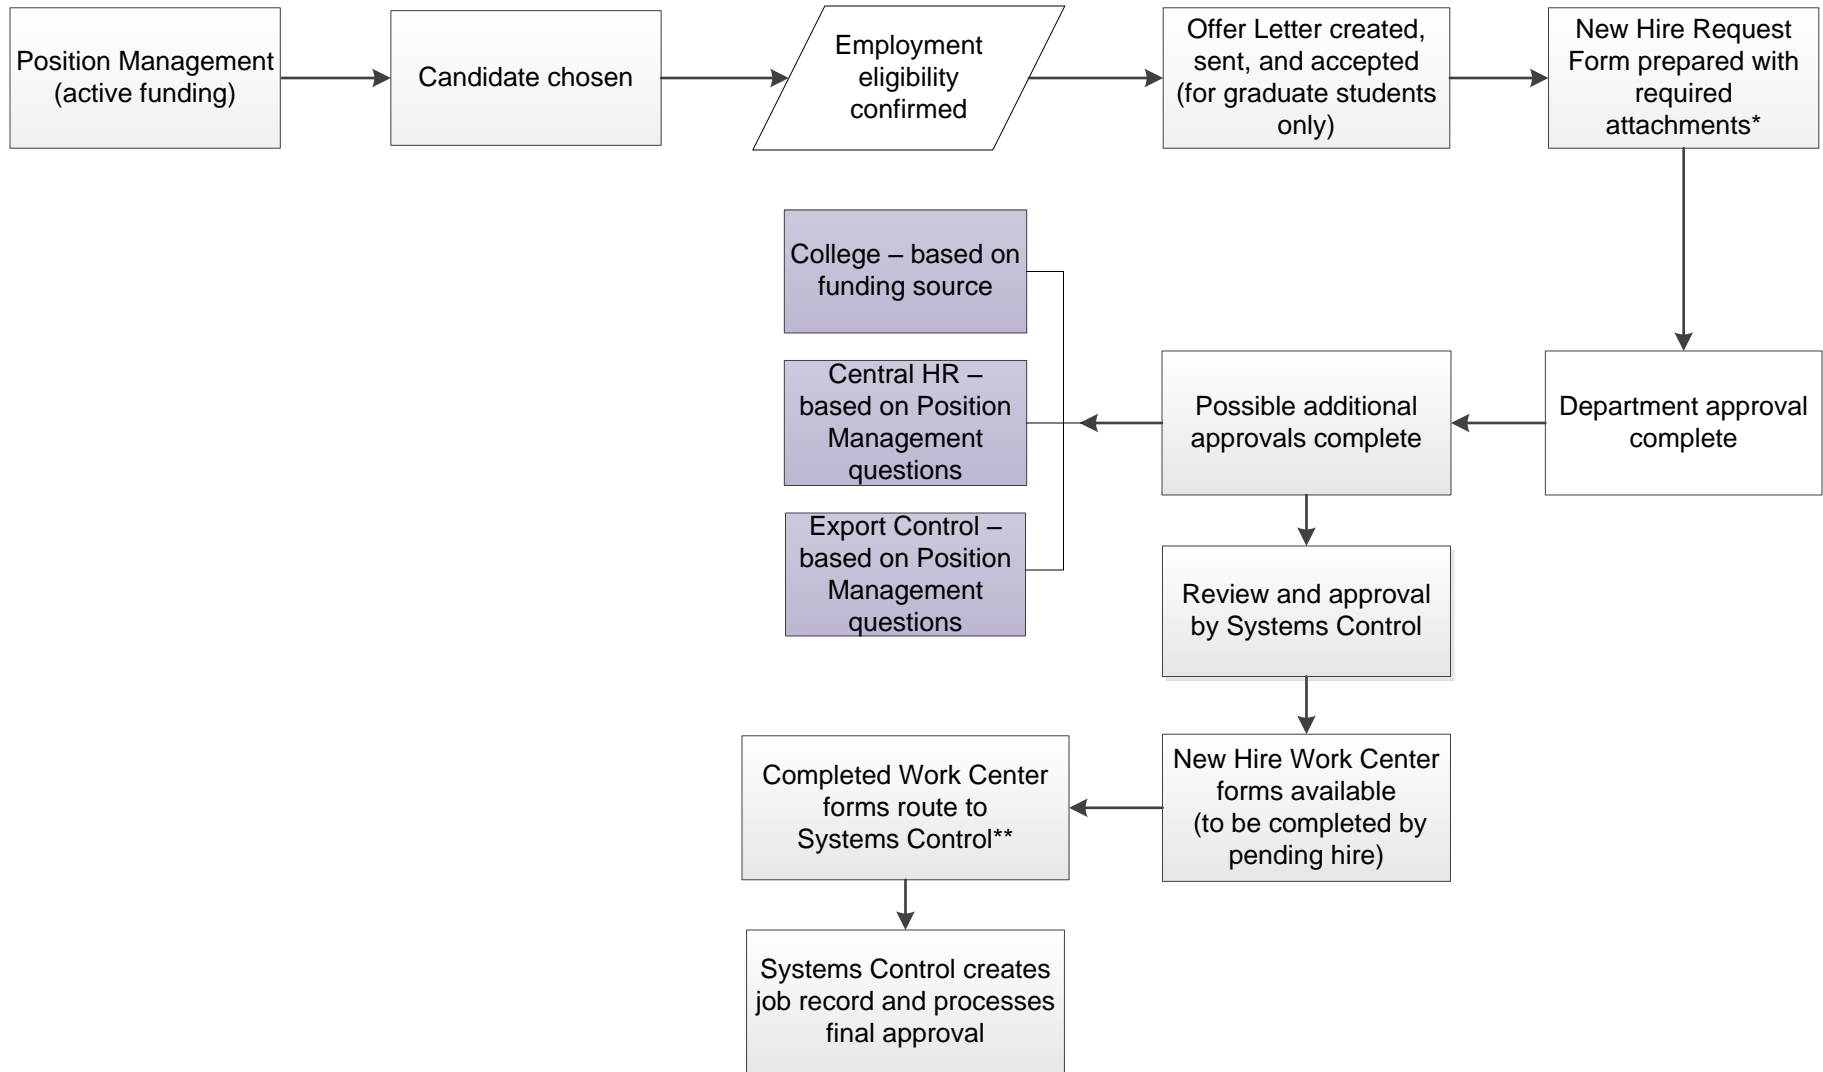 Position Management
(active funding)
Candidate chosen
Employment
eligibility
confirmed
Offer Letter created,
sent, and accepted
(for graduate students
only)
New Hire Request
Form prepared with
required
attachments*
College – based on
funding source
Central HR –
based on Position
Management
questions
Export Control –
based on Position
Management
questions
Possible additional
approvals complete
Department approval
complete
Review and approval
by Systems Control
New Hire Work Center
forms available
(to be completed by
pending hire)
Completed Work Center
forms route to
Systems Control**
Systems Control creates
job record and processes
final approval